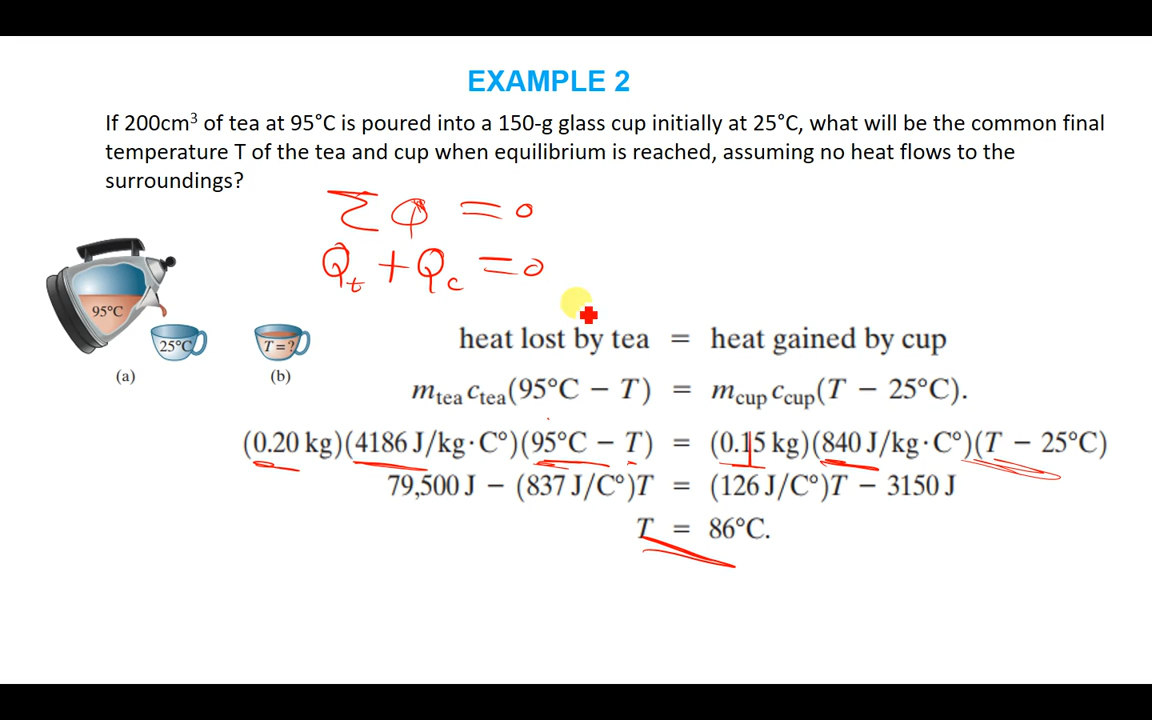 EXAMPLE 2
If 200cm³ of tea at 95°C is poured into a 150-g glass cup initially at 25°C, what will be the common final
temperature T of the tea and cup when equilibrium is reached, assuming no heat flows to the
surroundings?
Σ Q = 0
Qt + Qc = 0
95°C
25°C
T = ?
(a)
(b)
heat lost by tea = heat gained by cup
mtea ctea(95°C − T) = mcup ccup(T − 25°C).
(0.20 kg)(4186 J/kg·C°)(95°C − T) = (0.15 kg)(840 J/kg·C°)(T − 25°C)
79,500 J − (837 J/C°)T = (126 J/C°)T − 3150 J
T = 86°C.